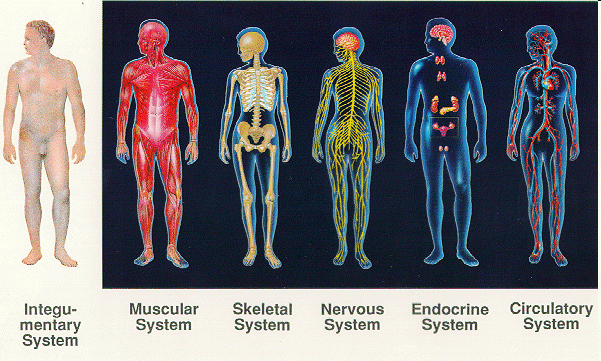 Integu-
mentary
System
Muscular
System
Skeletal
System
Nervous
System
Endocrine
System
Circulatory
System